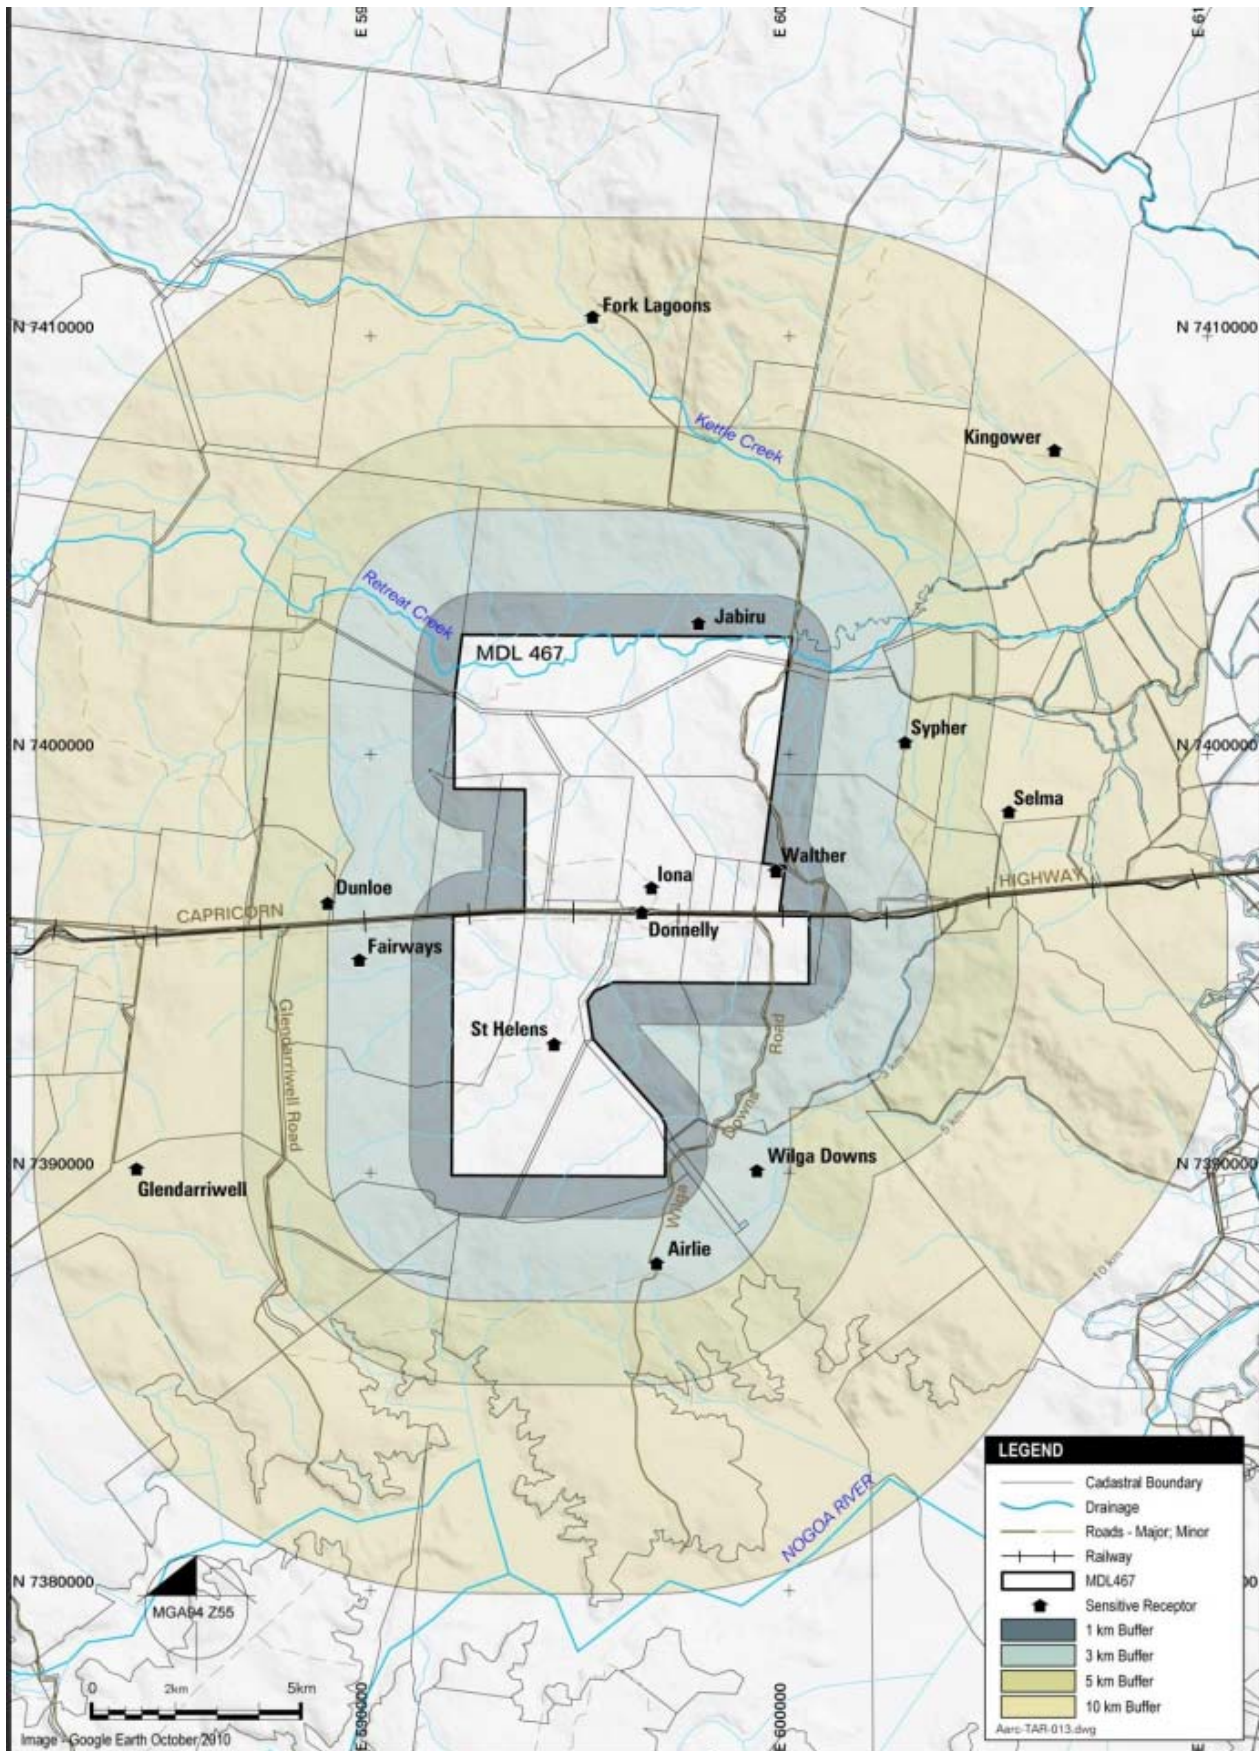 E 59
E 60
E 61
Fork Lagoons
N 7410000
N 7410000
Kettle Creek
Kingower
Retreat Creek
Jabiru
MDL 467
Sypher
N 7400000
N 7400000
Selma
Walther
Iona
HIGHWAY
Dunloe
CAPRICORN
Donnelly
Fairways
Glendarriwell Road
St Helens
Road
3 km
Downs
5 km
Wilga Downs
N 7390000
N 7390000
Glendarriwell
Wilga
Airlie
10 km
LEGEND
Cadastral Boundary
Drainage
Roads - Major; Minor
Railway
MDL467
Sensitive Receptor
1 km Buffer
3 km Buffer
5 km Buffer
10 km Buffer
Aarc-TAR-013.dwg
NOGOA RIVER
N 7380000
00
MGA94 Z55
0 2km 5km
E 590000
E 600000
E
Image - Google Earth October 2010